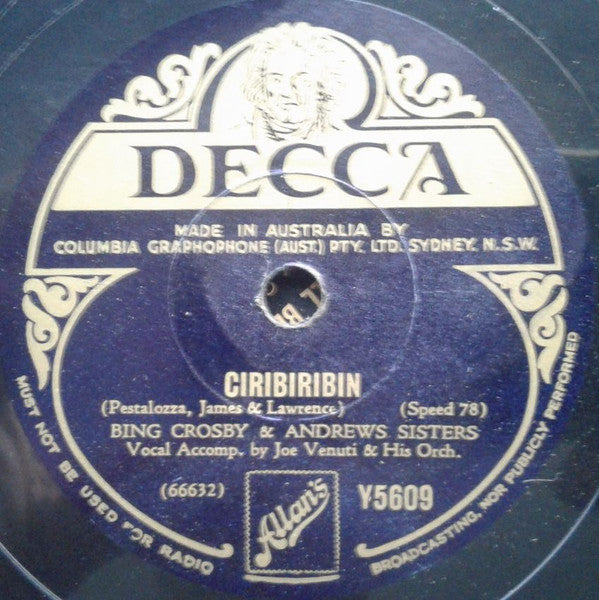 DECCA
MADE IN AUSTRALIA BY
COLUMBIA GRAPHOPHONE (AUST.) PTY. LTD. SYDNEY. N.S.W.
CIRIBIRIBIN
(Pestalozza, James & Lawrence) (Speed 78)
BING CROSBY & ANDREWS SISTERS
Vocal Accomp. by Joe Venuti & His Orch.
(66632) Allan's Y5609
MUST NOT BE USED FOR RADIO BROADCASTING, NOR PUBLICLY PERFORMED